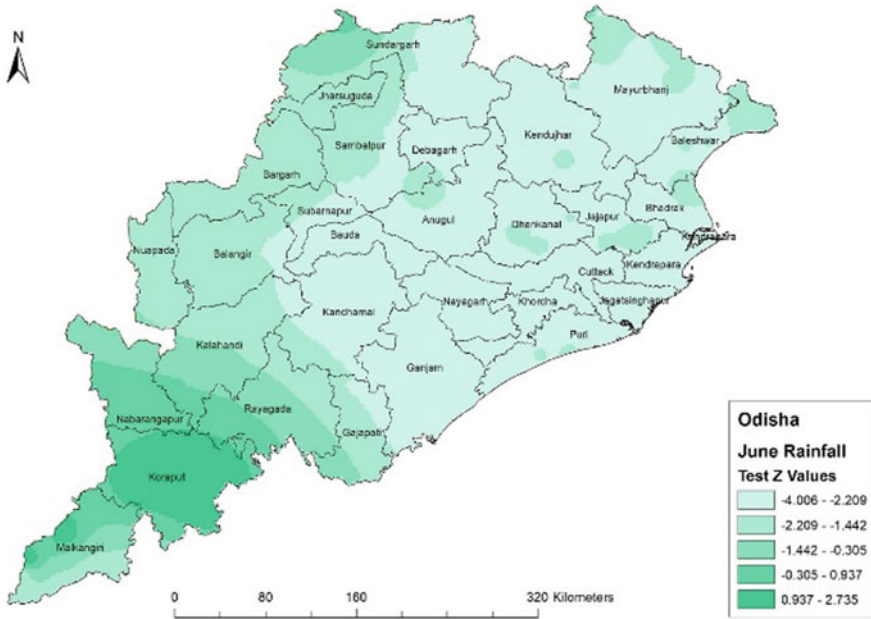 N
Sundargarh
Jharsuguda
Mayurbhanj
Kendujhar
Sambalpur
Debagarh
Baleshwar
Bargarh
Subarnapur
Anugul
Bhadrak
Dhenkanal
Jajapur
Bauda
Kendrapara
Nuapada
Balangir
Cuttack
Kendrapara
Kandhamal
Nayagarh
Khordha
Jagatsinghapur
Puri
Kalahandi
Ganjam
Rayagada
Nabarangapur
Gajapati
Koraput
Malkangiri
Odisha
June Rainfall
Test Z Values
-4.006 - -2.209
-2.209 - -1.442
-1.442 - -0.305
-0.305 - 0.937
0.937 - 2.735
0 80 160 320 Kilometers